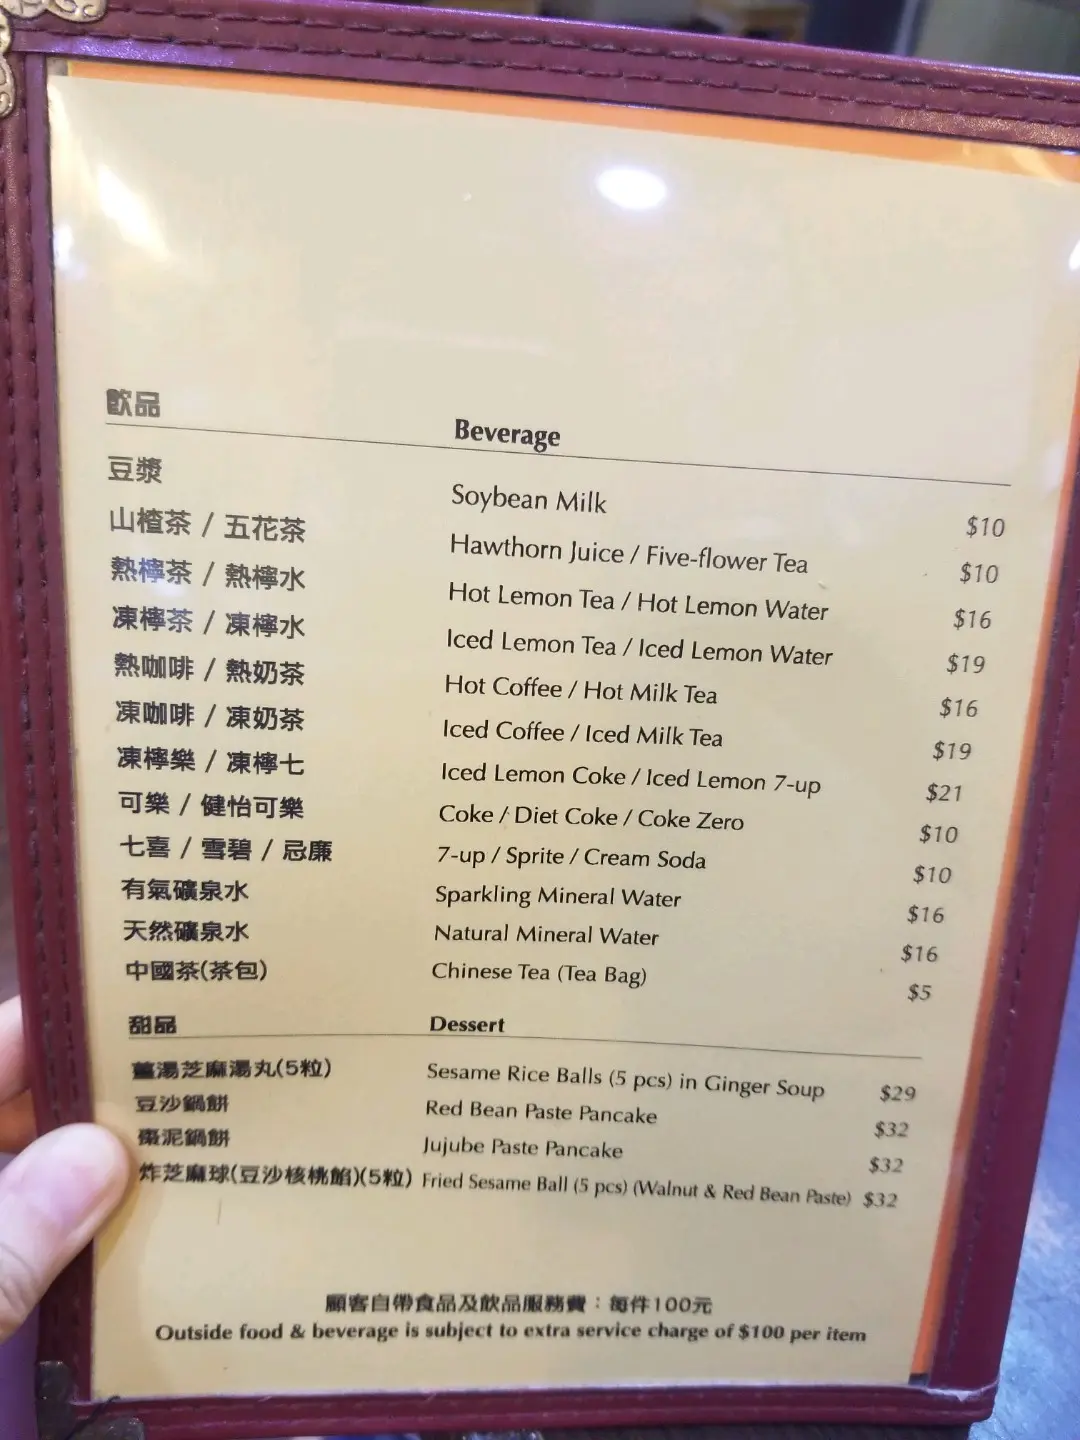 飲品 Beverage
豆漿 Soybean Milk $10
山楂茶 / 五花茶 Hawthorn Juice / Five-flower Tea $10
熱檸茶 / 熱檸水 Hot Lemon Tea / Hot Lemon Water $16
凍檸茶 / 凍檸水 Iced Lemon Tea / Iced Lemon Water $19
熱咖啡 / 熱奶茶 Hot Coffee / Hot Milk Tea $16
凍咖啡 / 凍奶茶 Iced Coffee / Iced Milk Tea $19
凍檸樂 / 凍檸七 Iced Lemon Coke / Iced Lemon 7-up $21
可樂 / 健怡可樂 Coke / Diet Coke / Coke Zero $10
七喜 / 雪碧 / 忌廉 7-up / Sprite / Cream Soda $10
有氣礦泉水 Sparkling Mineral Water $16
天然礦泉水 Natural Mineral Water $16
中國茶(茶包) Chinese Tea (Tea Bag) $5
甜品 Dessert
薑湯芝麻湯丸(5粒) Sesame Rice Balls (5 pcs) in Ginger Soup $29
豆沙鍋餅 Red Bean Paste Pancake $32
棗泥鍋餅 Jujube Paste Pancake $32
炸芝麻球(豆沙核桃餡)(5粒) Fried Sesame Ball (5 pcs) (Walnut & Red Bean Paste) $32
顧客自帶食品及飲品服務費：每件100元
Outside food & beverage is subject to extra service charge of $100 per item